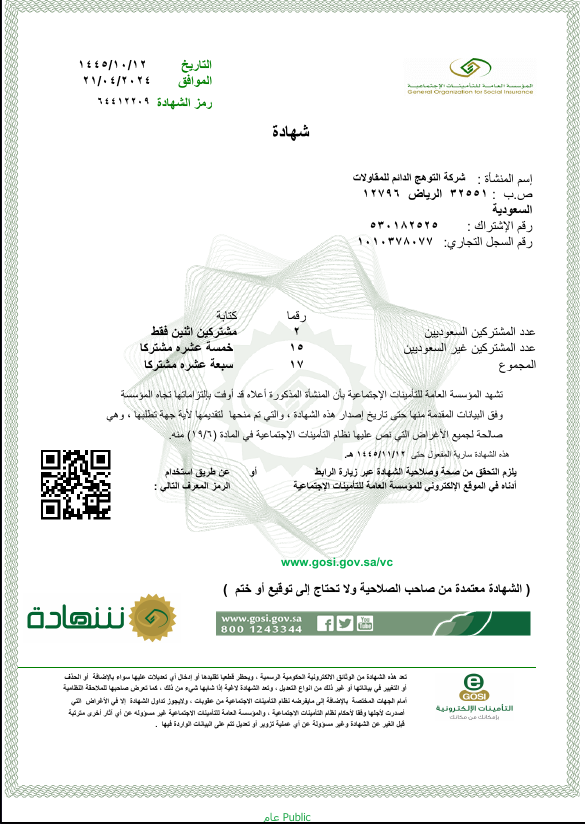 التاريخ ١٤٤٥/١٠/١٢
الموافق ٢١/٠٤/٢٠٢٤
رمز الشهادة ٦٤٤١٢٢٠٩
المؤسسة العامة للتأمينات الإجتماعية
General Organization for Social Insurance
شهادة
إسم المنشأة : شركة التوهج الدائم للمقاولات
ص.ب : ٣٢٥٥١ الرياض ١٢٧٩٦
السعودية
رقم الإشتراك : ٥٣٠١٨٢٥٢٥
رقم السجل التجاري: ١٠١٠٣٧٨٠٧٧
رقما كتابة
عدد المشتركين السعوديين ٢ مشتركين اثنين فقط
عدد المشتركين غير السعوديين ١٥ خمسة عشره مشتركا
المجموع ١٧ سبعة عشره مشتركا
تشهد المؤسسة العامة للتأمينات الإجتماعية بأن المنشأة المذكورة أعلاه قد أوفت بإلتزاماتها تجاه المؤسسة
وفق البيانات المقدمة منها حتى تاريخ إصدار هذه الشهادة ، والتي تم منحها لتقديمها لأية جهة تطلبها ، وهي
صالحة لجميع الأغراض التي نص عليها نظام التأمينات الإجتماعية في المادة (١٩/٦) منه.
هذه الشهادة سارية المفعول حتى ١٤٤٥/١١/١٢ هـ.
يلزم التحقق من صحة وصلاحية الشهادة عبر زيارة الرابط أو عن طريق استخدام
أدناه في الموقع الإلكتروني للمؤسسة العامة للتأمينات الإجتماعية الرمز المعرف التالي :
www.gosi.gov.sa/vc
( الشهادة معتمدة من صاحب الصلاحية ولا تحتاج إلى توقيع أو ختم )
شهادة
www.gosi.gov.sa
800 1243344
You Tube
تعد هذه الشهادة من الوثائق الالكترونية الحكومية الرسمية ، ويحظر قطعيا تقليدها أو إدخال أي تعديلات عليها سواء بالإضافة أو الحذف
أو التغيير في بياناتها أو غير ذلك من انواع التعديل ، وتعد الشهادة لاغية إذا شابها شيء من ذلك ، كما تعرض صاحبها للملاحقة النظامية
أمام الجهات المختصة بالإضافة إلى مايفرضه نظام التأمينات الاجتماعية من عقوبات ، ولايجوز تداول الشهادة إلا في الأغراض التي
أصدرت لأجلها وفقا لأحكام نظام التأمينات الاجتماعية ، والمؤسسة العامة للتأمينات الاجتماعية غير مسؤوله عن أي أثار أخرى مترتبة
قبل الغير عن الشهادة وغير مسؤولة عن أي عملية تزوير أو تعديل تتم على البيانات الواردة فيها .
e
GOSI
التأمينات الإلكترونية
بإمكانك من مكانك
Public عام